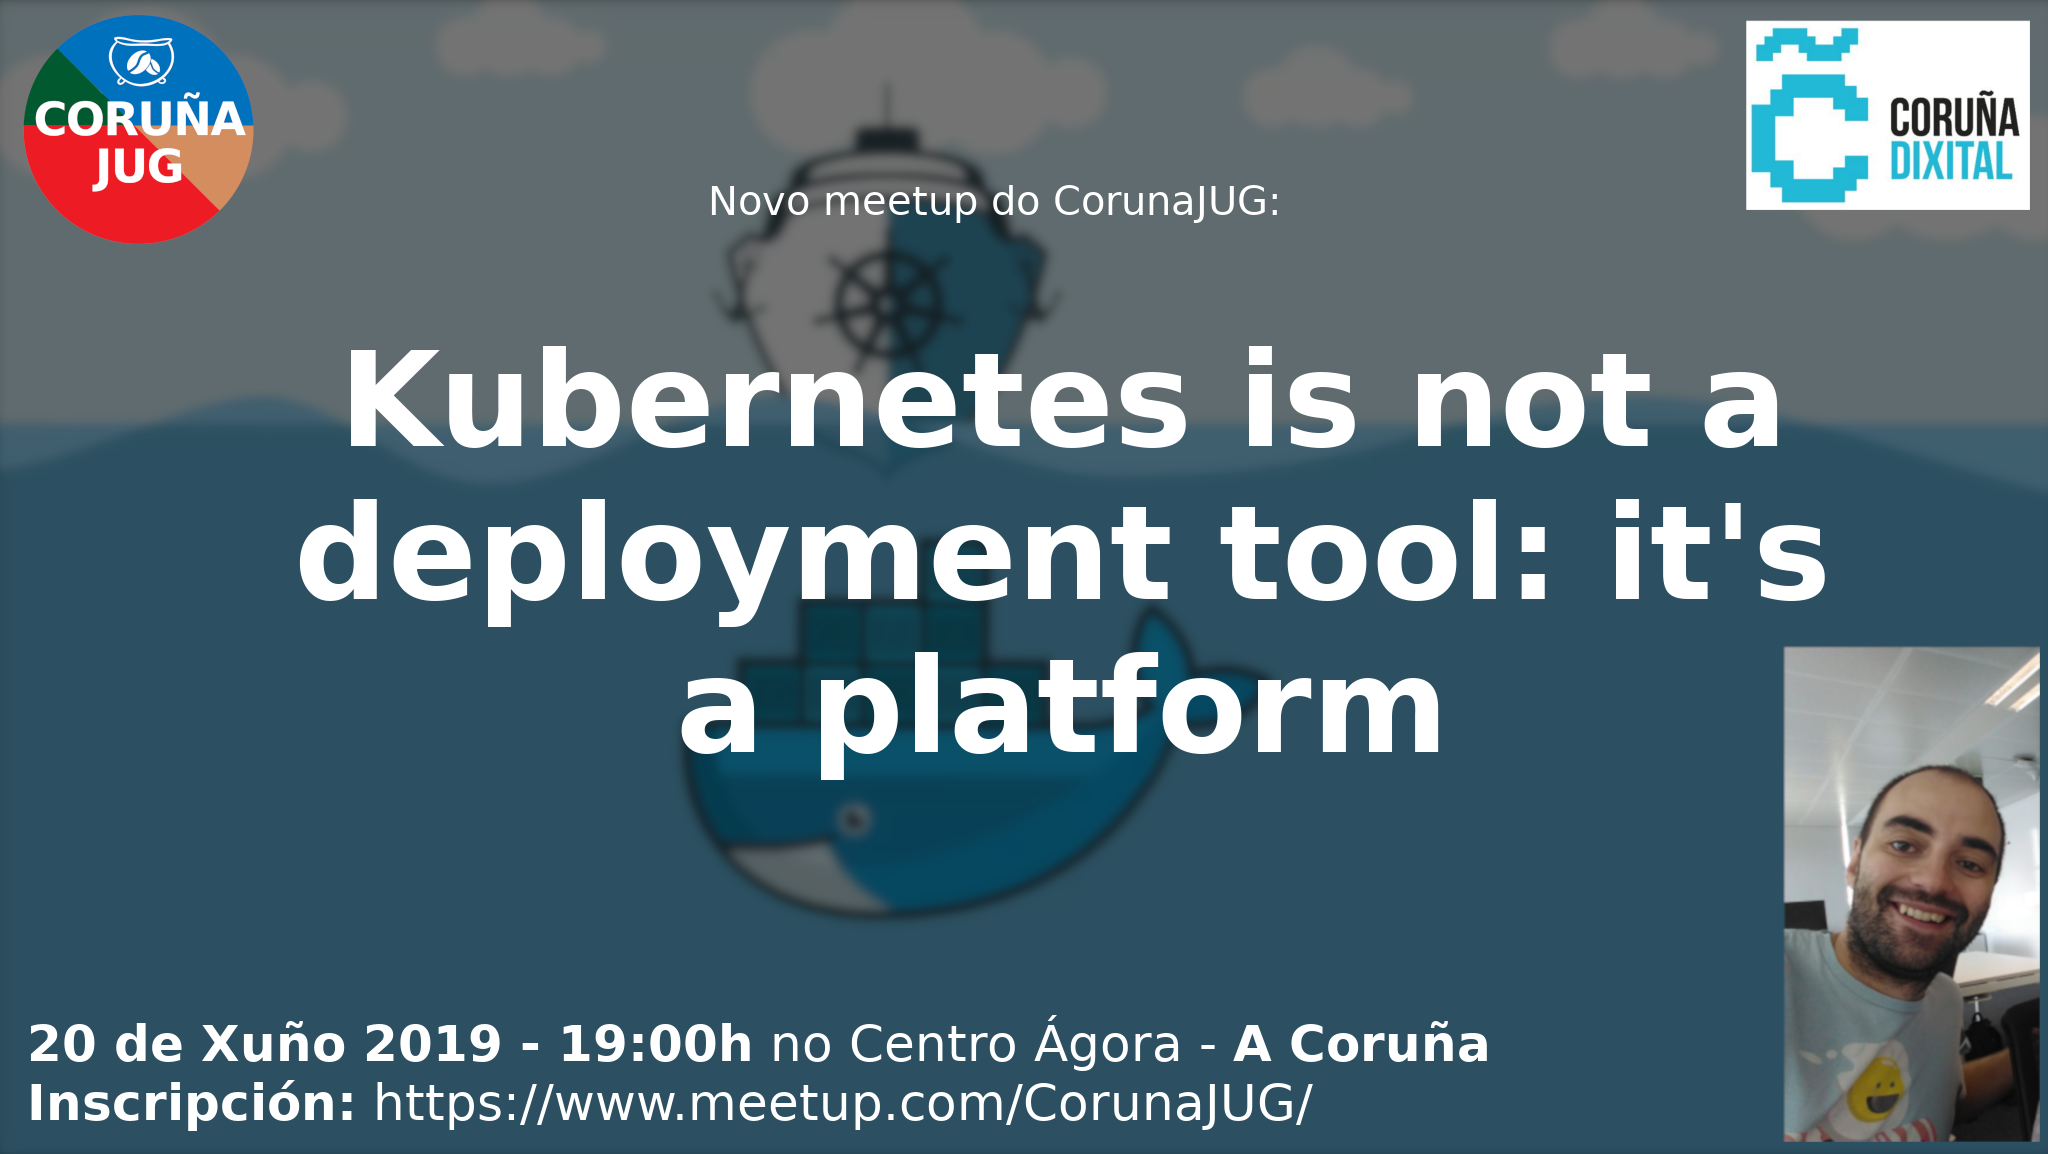 CORUÑA
JUG
CORUÑA
DIXITAL
Novo meetup do CorunaJUG:
Kubernetes is not a
deployment tool: it's
a platform
20 de Xuño 2019 - 19:00h no Centro Ágora - A Coruña
Inscripción: https://www.meetup.com/CorunaJUG/